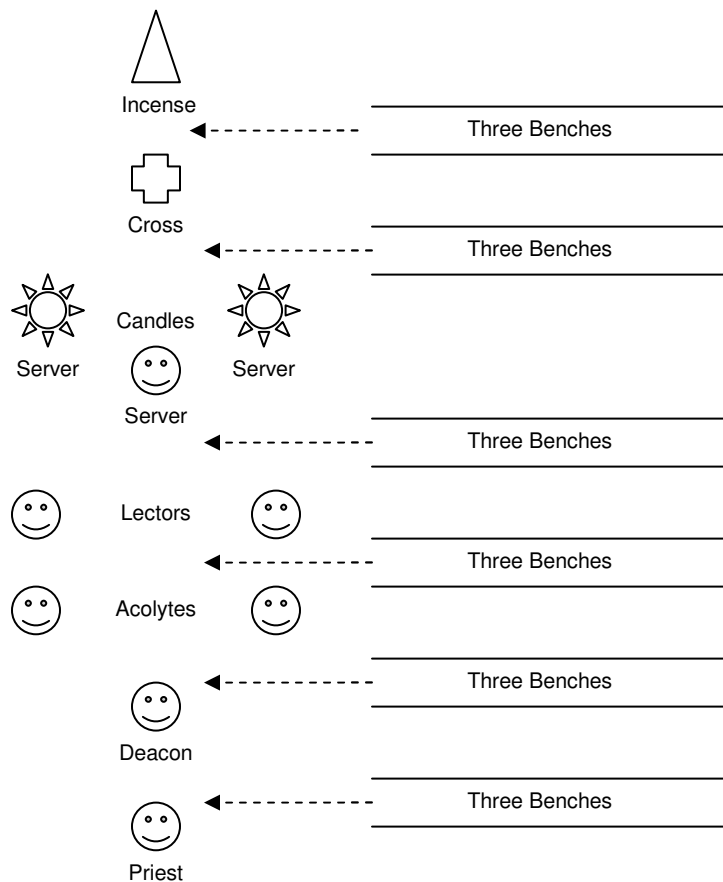 Incense
Three Benches
Cross
Three Benches
Candles
Server Server
Server
Three Benches
Lectors
Three Benches
Acolytes
Three Benches
Deacon
Three Benches
Priest